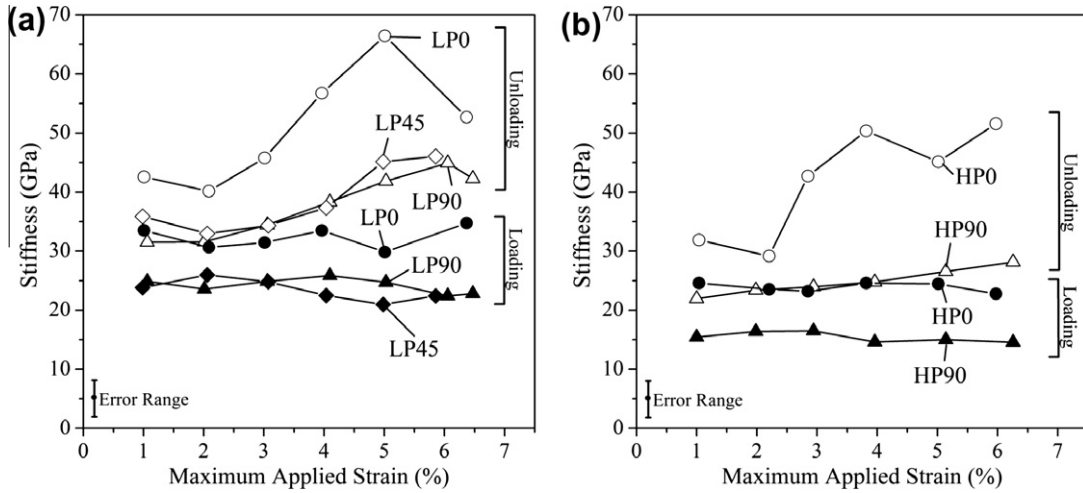 (a)
70
60
50
40
30
20
10
0
Stiffness (GPa)
LP0
LP45
LP90
LP0
LP90
LP45
Unloading
Loading
Error Range
0 1 2 3 4 5 6 7
Maximum Applied Strain (%)
(b)
70
60
50
40
30
20
10
0
Stiffness (GPa)
HP0
HP90
HP0
HP90
Unloading
Loading
Error Range
0 1 2 3 4 5 6 7
Maximum Applied Strain (%)